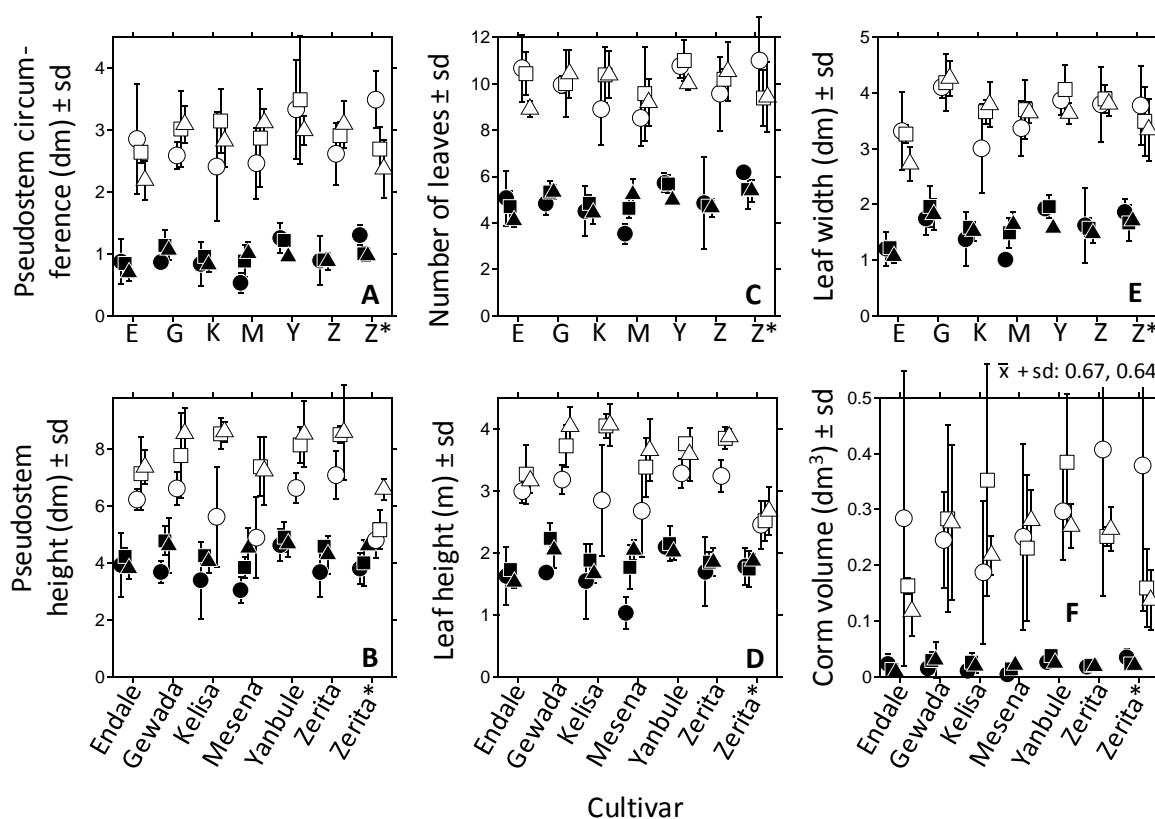 Pseudostem circum-
ference (dm) ± sd
4
3
2
1
0
A
E G K M Y Z Z*
Number of leaves ± sd
12
10
8
6
4
2
0
C
E G K M Y Z Z*
Leaf width (dm) ± sd
5
4
3
2
1
0
E
E G K M Y Z Z*
x̄ + sd: 0.67, 0.64
Pseudostem
height (dm) ± sd
8
6
4
2
0
B
Endale
Gewada
Kelisa
Mesena
Yanbule
Zerita
Zerita*
Leaf height (m) ± sd
4
3
2
1
0
D
Endale
Gewada
Kelisa
Mesena
Yanbule
Zerita
Zerita*
Corm volume (dm³) ± sd
0.5
0.4
0.3
0.2
0.1
0
F
Endale
Gewada
Kelisa
Mesena
Yanbule
Zerita
Zerita*
Cultivar